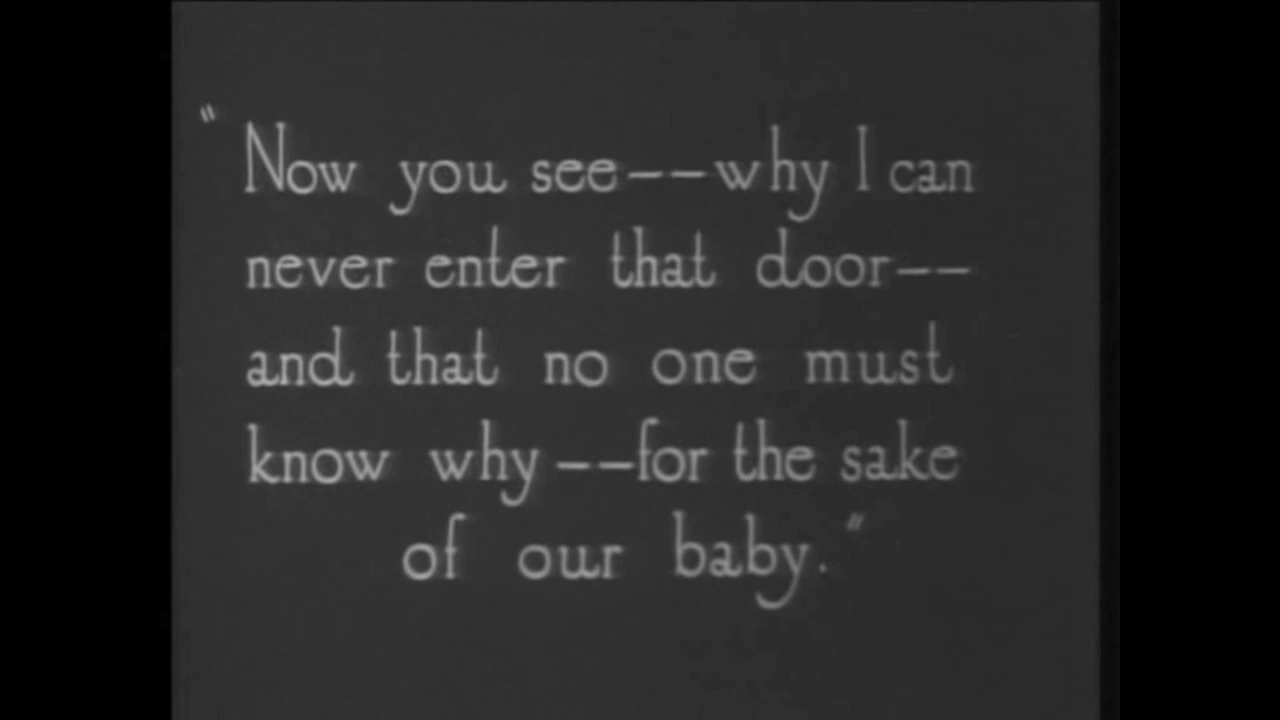 "Now you see--why I can
never enter that door--
and that no one must
know why--for the sake
of our baby."